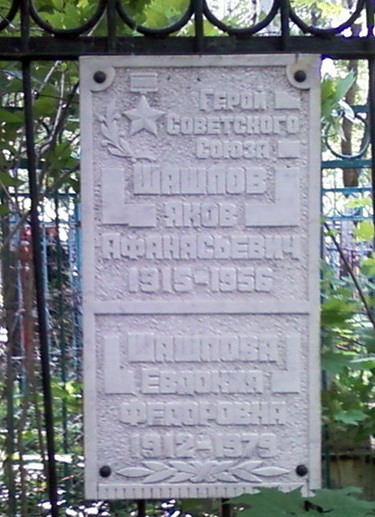 Герой
Советского
Союза
Шашлов
Яков
Афанасьевич
1915-1956
Шашлова
Евдокия
Федоровна
1912-1979